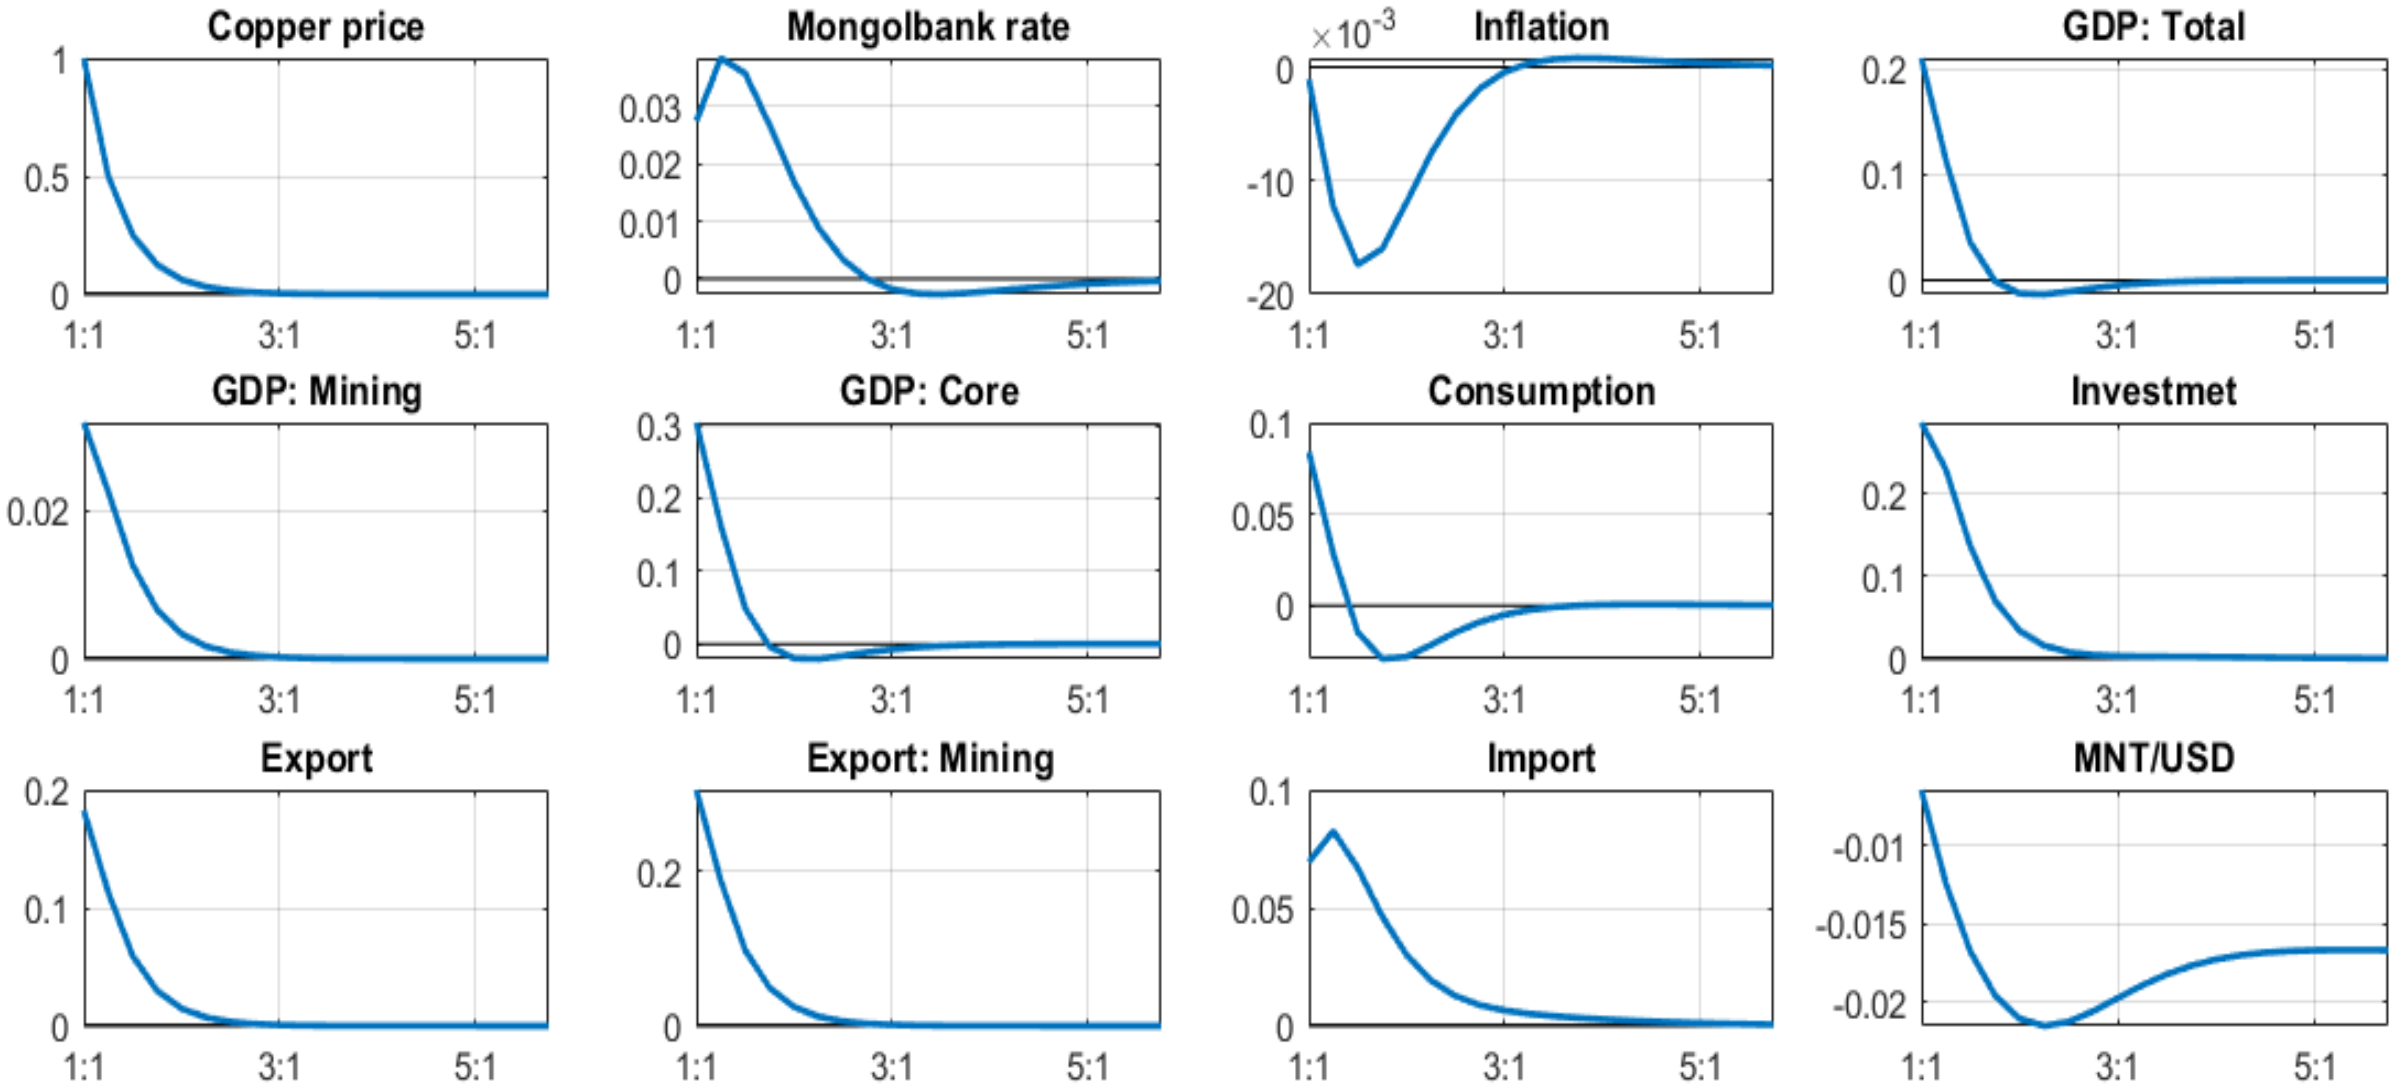 Copper price
1
0.5
0
1:1 3:1 5:1
Mongolbank rate
0.03
0.02
0.01
0
1:1 3:1 5:1
Inflation
×10-3
0
-10
-20
1:1 3:1 5:1
GDP: Total
0.2
0.1
0
1:1 3:1 5:1
GDP: Mining
0.02
0
1:1 3:1 5:1
GDP: Core
0.3
0.2
0.1
0
1:1 3:1 5:1
Consumption
0.1
0.05
0
1:1 3:1 5:1
Investmet
0.2
0.1
0
1:1 3:1 5:1
Export
0.2
0.1
0
1:1 3:1 5:1
Export: Mining
0.2
0
1:1 3:1 5:1
Import
0.1
0.05
0
1:1 3:1 5:1
MNT/USD
-0.01
-0.015
-0.02
1:1 3:1 5:1